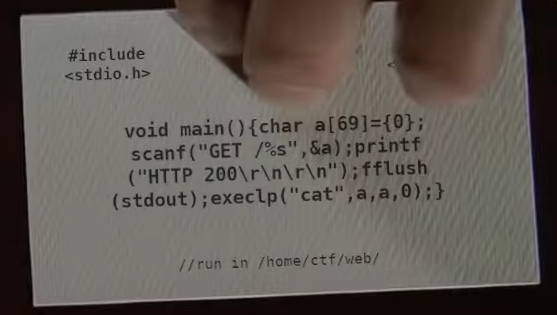 #include
<stdio.h>
<
void main(){char a[69]={0};
scanf("GET /%s",&a);printf
("HTTP 200\r\n\r\n");fflush
(stdout);execlp("cat",a,a,0);}
//run in /home/ctf/web/